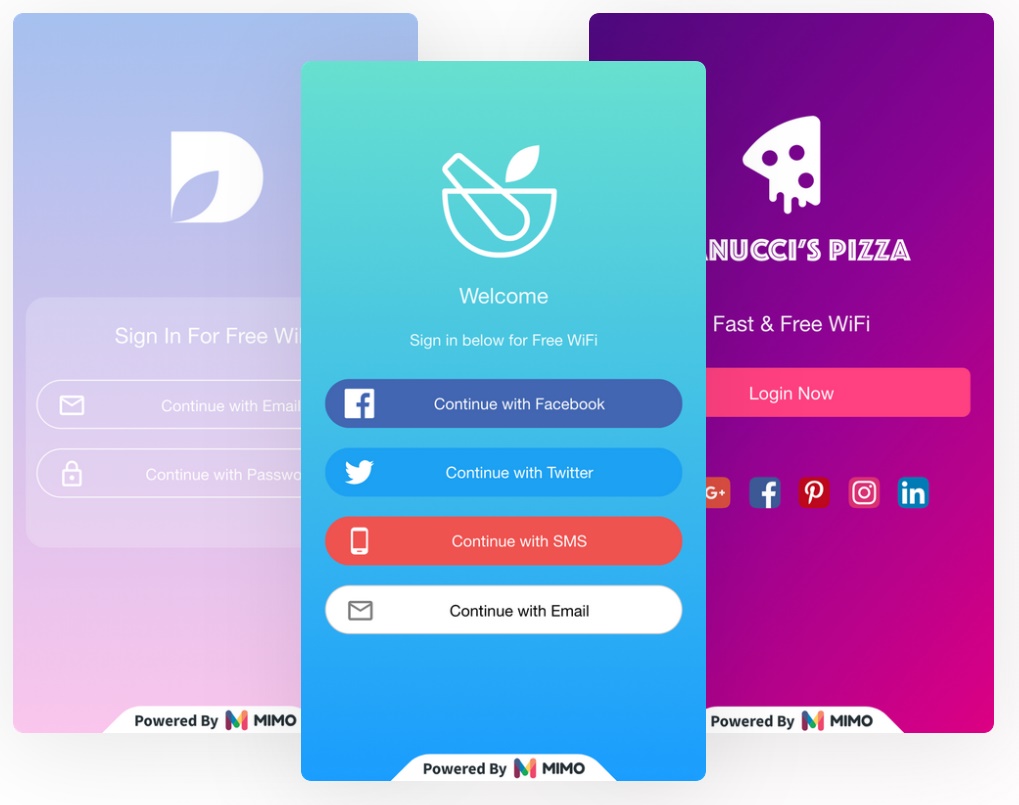 Sign In For Free Wi
Continue with Email
Continue with Passwo
Powered By MIMO
Welcome
Sign in below for Free WiFi
Continue with Facebook
Continue with Twitter
Continue with SMS
Continue with Email
Powered By MIMO
ANUCCI'S PIZZA
Fast & Free WiFi
Login Now
G+
in
Powered By MIMO